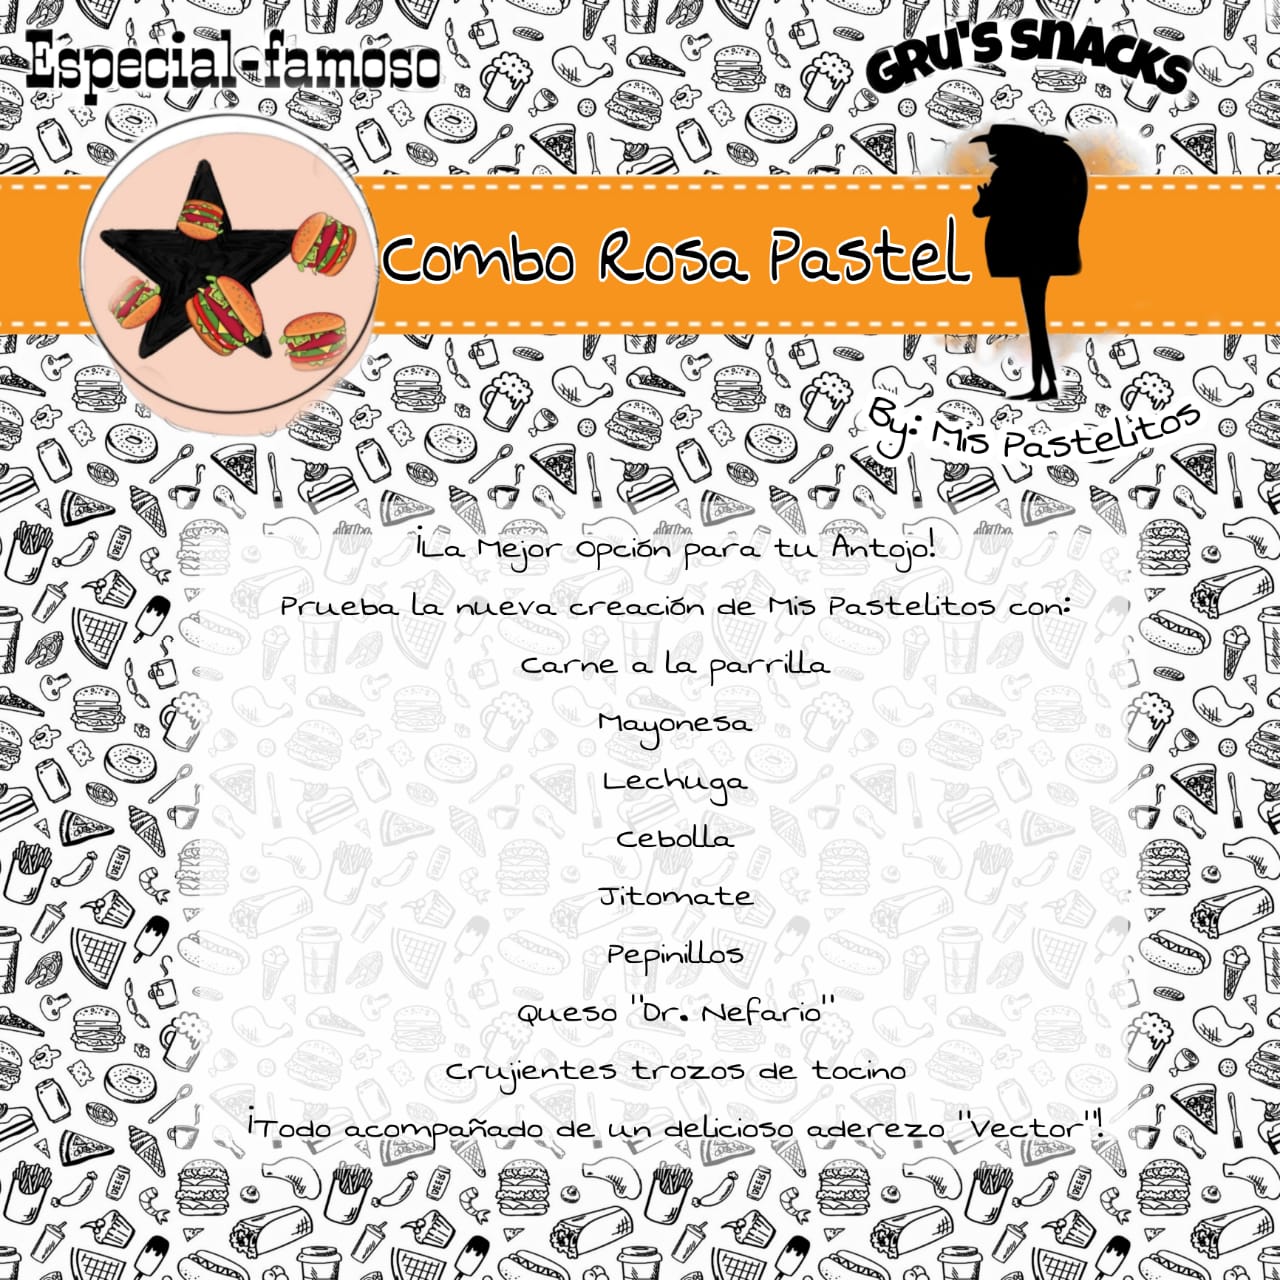 Especial-famoso
GRU'S SNACKS
Combo Rosa Pastel
By: Mis Pastelitos
¡La Mejor Opción para tu Antojo!
Prueba la nueva creación de Mis Pastelitos con:
Carne a la parrilla
Mayonesa
Lechuga
Cebolla
Jitomate
Pepinillos
Queso "Dr. Nefario"
Crujientes trozos de tocino
¡Todo acompañado de un delicioso aderezo "Vector"!